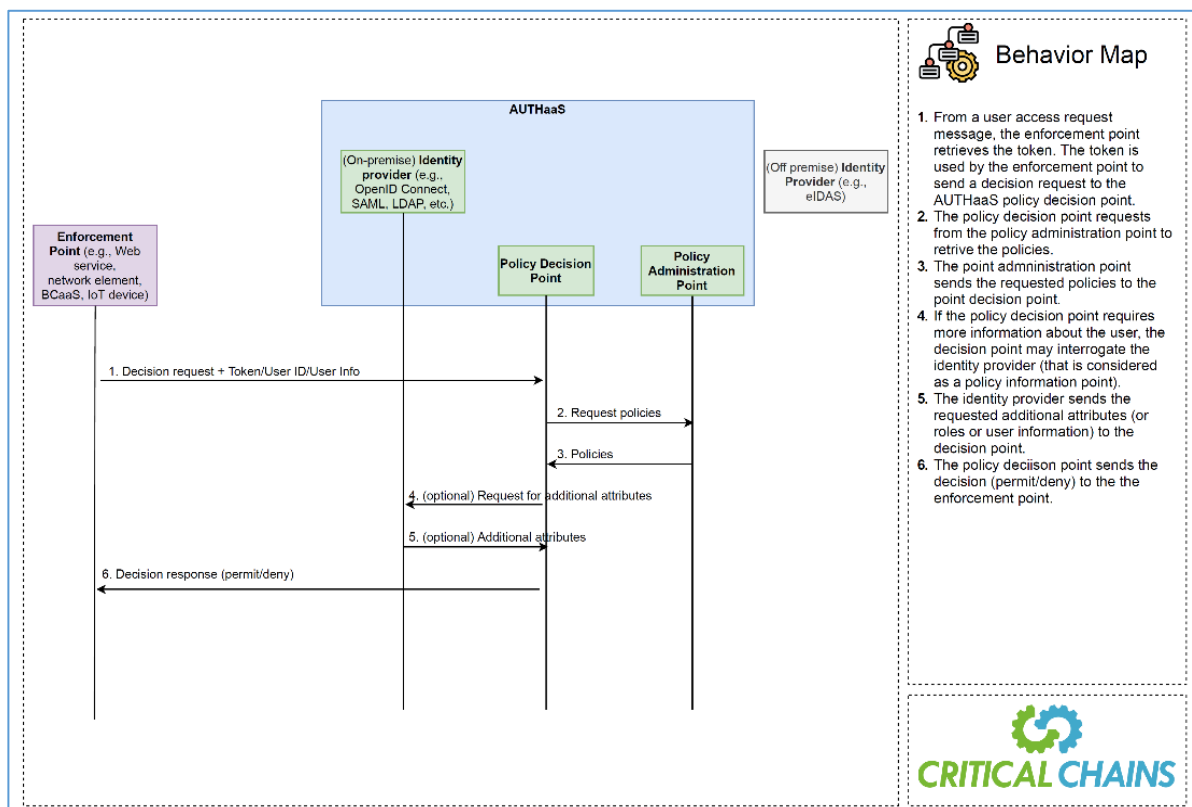 AUTHaaS
(On-premise) Identity
provider (e.g.,
OpenID Connect,
SAML, LDAP, etc.)
(Off premise) Identity
Provider (e.g.,
eIDAS)
Enforcement
Point (e.g., Web
service,
network element,
BCaaS, IoT device)
Policy Decision
Point
Policy
Administration
Point
1. Decision request + Token/User ID/User Info
2. Request policies
3. Policies
4. (optional) Request for additional attributes
5. (optional) Additional attributes
6. Decision response (permit/deny)
Behavior Map
1. From a user access request
message, the enforcement point
retrieves the token. The token is
used by the enforcement point to
send a decision request to the
AUTHaaS policy decision point.
2. The policy decision point requests
from the policy administration point to
retrive the policies.
3. The point admninistration point
sends the requested policies to the
point decision point.
4. If the policy decision point requires
more information about the user, the
decision point may interrogate the
identity provider (that is considered
as a policy information point).
5. The identity provider sends the
requested additional attributes (or
roles or user information) to the
decision point.
6. The policy deciison point sends the
decision (permit/deny) to the the
enforcement point.
CRITICAL CHAINS